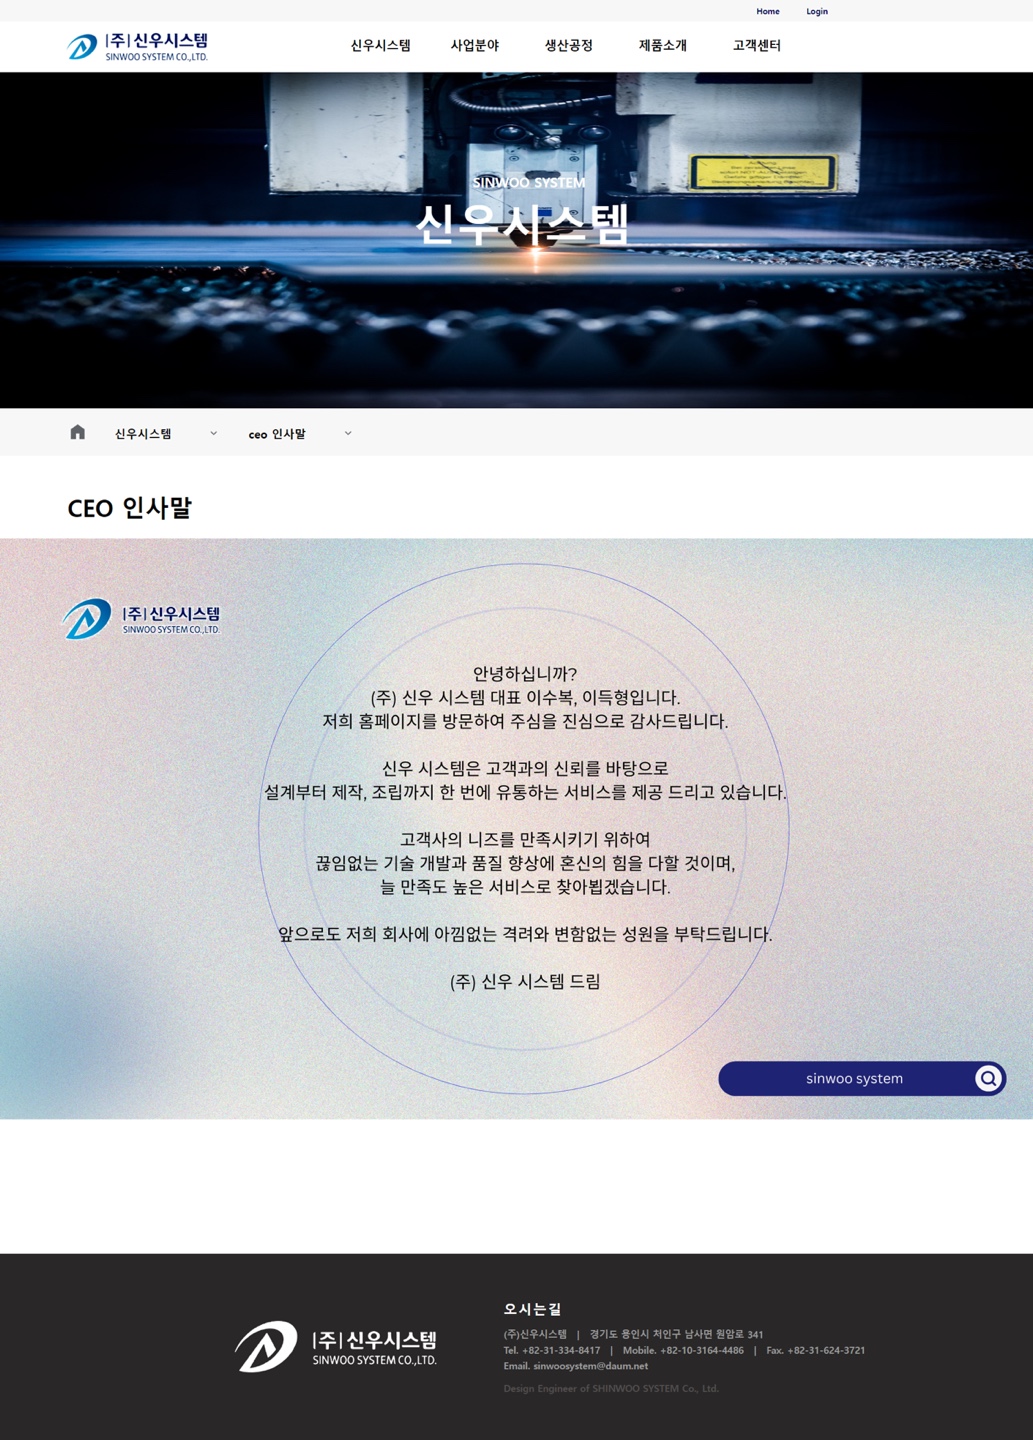 Home Login
(주)신우시스템
SINWOO SYSTEM CO.,LTD.
신우시스템 사업분야 생산공정 제품소개 고객센터
SINWOO SYSTEM
신우시스템
신우시스템 ceo 인사말
CEO 인사말
|주|신우시스템
SINWOO SYSTEM CO.,LTD.
안녕하십니까?
(주) 신우 시스템 대표 이수복, 이득형입니다.
저희 홈페이지를 방문하여 주심을 진심으로 감사드립니다.
신우 시스템은 고객과의 신뢰를 바탕으로
설계부터 제작, 조립까지 한 번에 유통하는 서비스를 제공 드리고 있습니다.
고객사의 니즈를 만족시키기 위하여
끊임없는 기술 개발과 품질 향상에 혼신의 힘을 다할 것이며,
늘 만족도 높은 서비스로 찾아뵙겠습니다.
앞으로도 저희 회사에 아낌없는 격려와 변함없는 성원을 부탁드립니다.
(주) 신우 시스템 드림
sinwoo system
|주|신우시스템
SINWOO SYSTEM CO.,LTD.
오시는길
(주)신우시스템 | 경기도 용인시 처인구 남사면 원암로 341
Tel. +82-31-334-8417 | Mobile. +82-10-3164-4486 | Fax. +82-31-624-3721
Email. sinwoosystem@daum.net
Design Engineer of SHINWOO SYSTEM Co., Ltd.